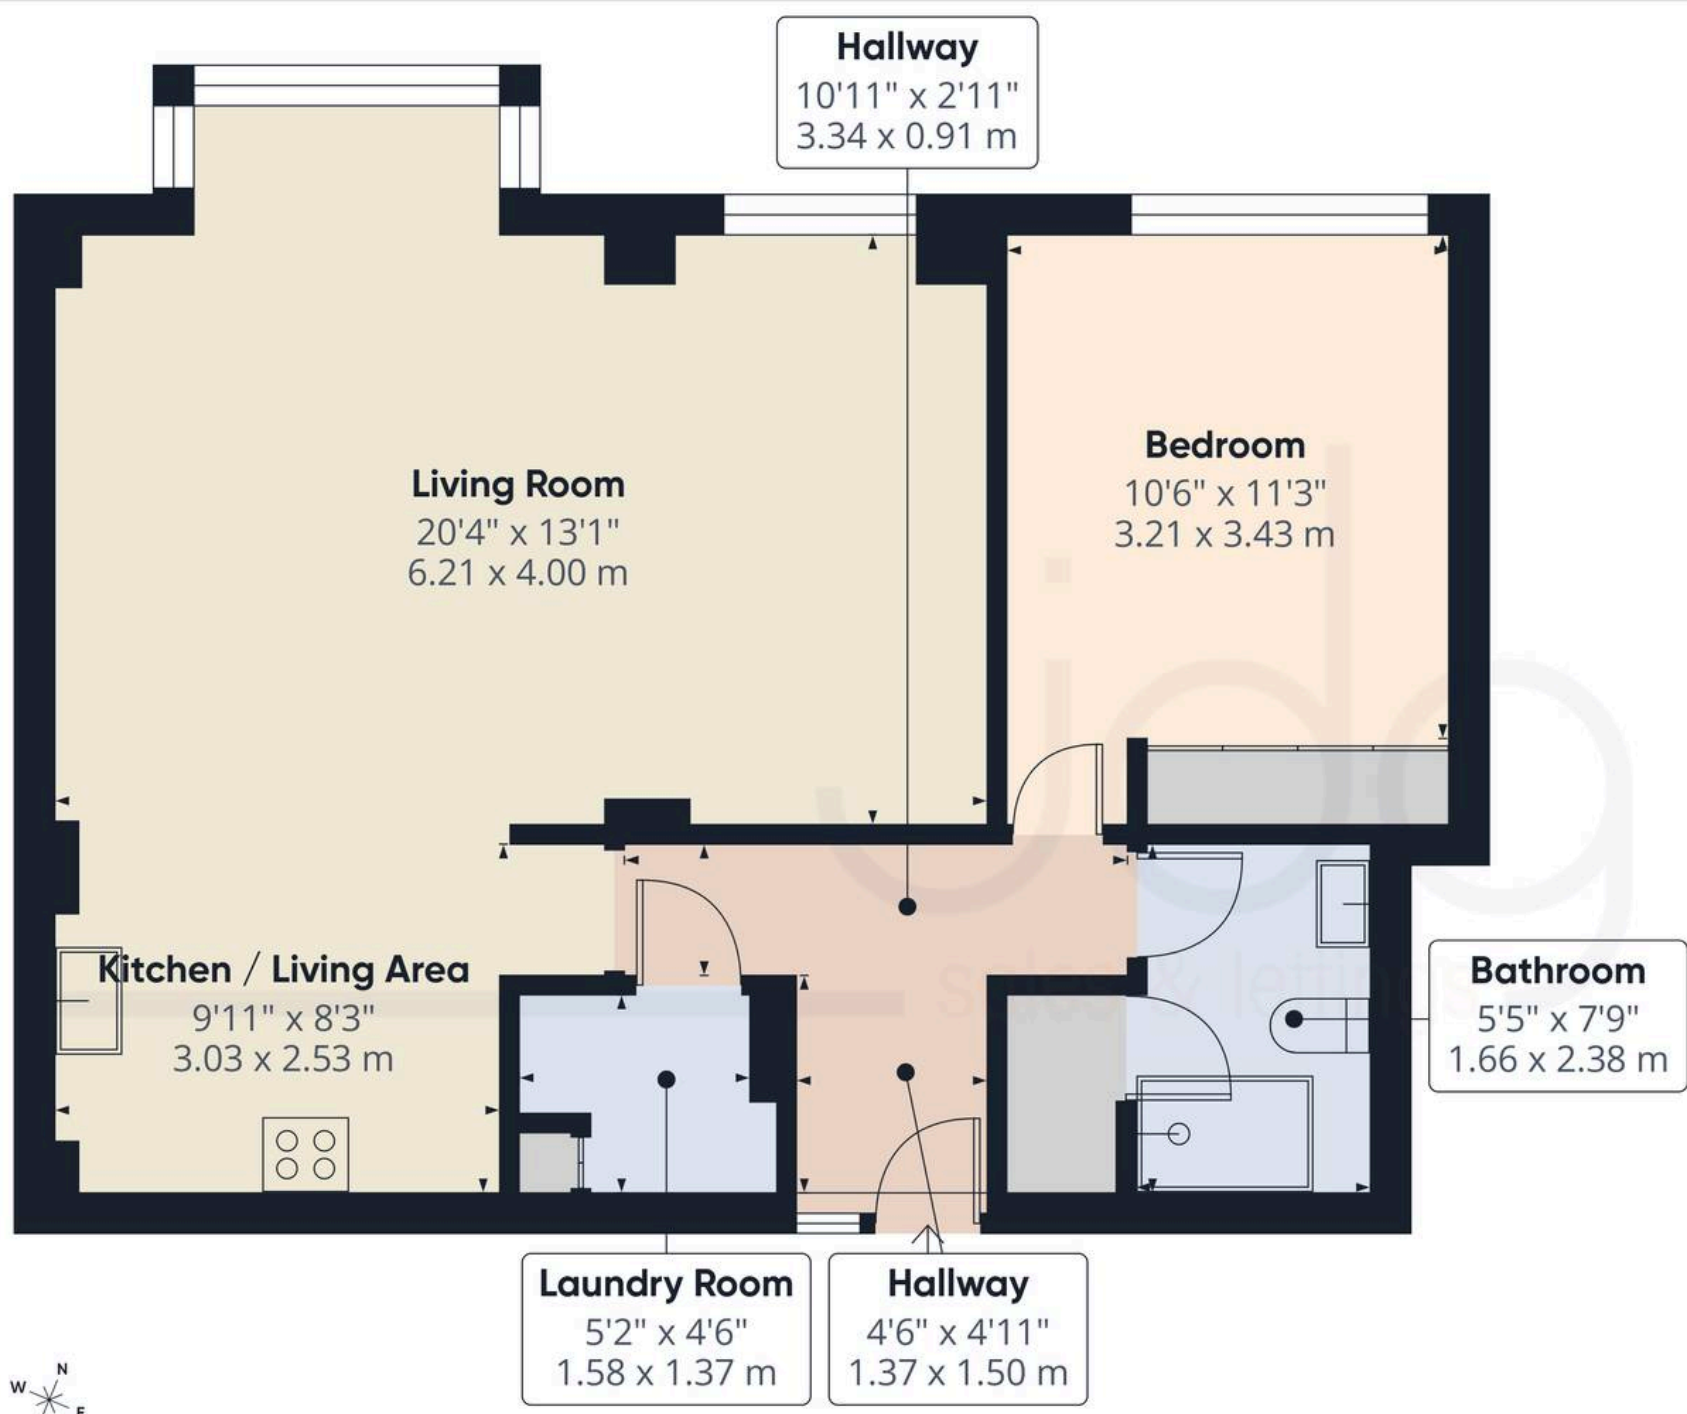 Hallway
10'11" x 2'11"
3.34 x 0.91 m
Living Room
20'4" x 13'1"
6.21 x 4.00 m
Bedroom
10'6" x 11'3"
3.21 x 3.43 m
Kitchen / Living Area
9'11" x 8'3"
3.03 x 2.53 m
Bathroom
5'5" x 7'9"
1.66 x 2.38 m
Laundry Room
5'2" x 4'6"
1.58 x 1.37 m
Hallway
4'6" x 4'11"
1.37 x 1.50 m
jdg
sales & lettings
N
W
E